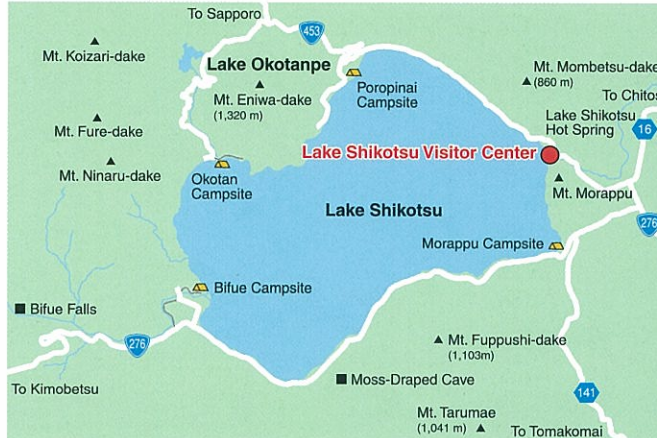 To Sapporo
453
Mt. Koizari-dake
Lake Okotanpe
Mt. Eniwa-dake
(1,320 m)
Poropinai
Campsite
Mt. Mombetsu-dake
(860 m)
To Chitos
Lake Shikotsu
Hot Spring
16
Mt. Fure-dake
Lake Shikotsu Visitor Center
Mt. Ninaru-dake
Okotan
Campsite
Mt. Morappu
Lake Shikotsu
276
Morappu Campsite
Bifue Campsite
Bifue Falls
276
Mt. Fuppushi-dake
(1,103m)
To Kimobetsu
Moss-Draped Cave
141
Mt. Tarumae
(1,041 m)
To Tomakomai